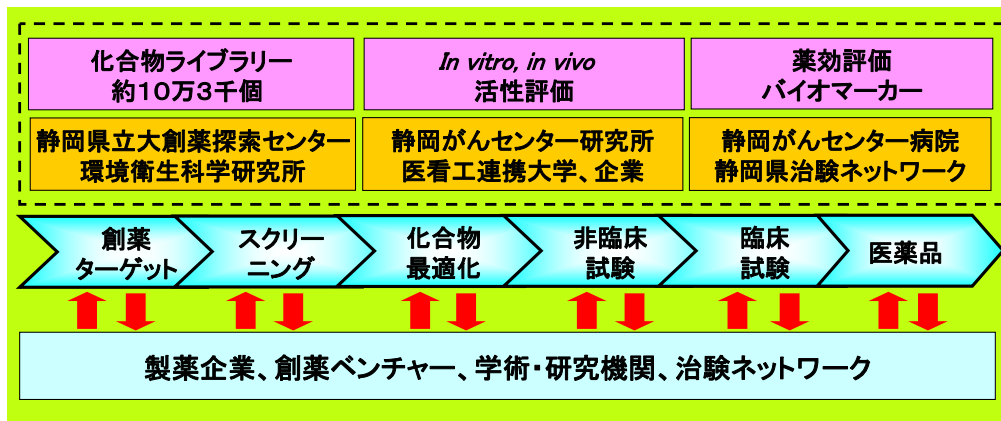 化合物ライブラリー
約10万3千個
In vitro, in vivo
活性評価
薬効評価
バイオマーカー
静岡県立大創薬探索センター
環境衛生科学研究所
静岡がんセンター研究所
医看工連携大学、企業
静岡がんセンター病院
静岡県治験ネットワーク
創薬
ターゲット
スクリー
ニング
化合物
最適化
非臨床
試験
臨床
試験
医薬品
製薬企業、創薬ベンチャー、学術・研究機関、治験ネットワーク